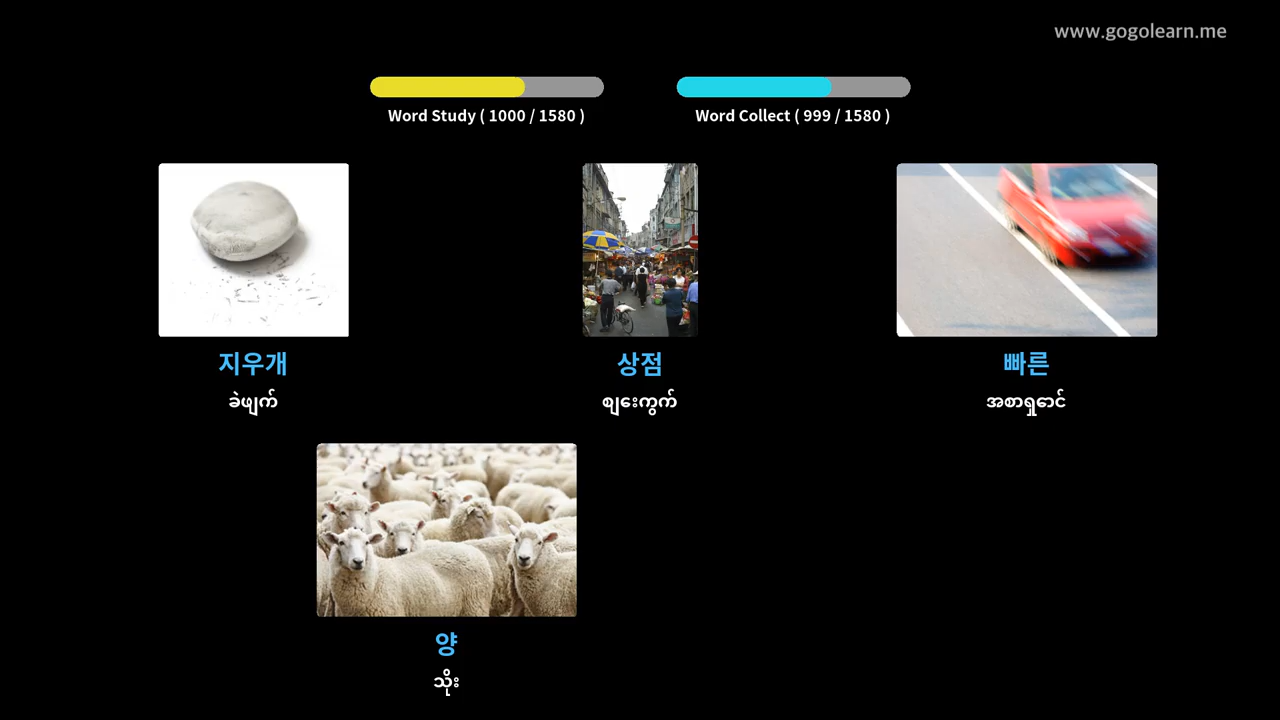 www.gogolearn.me
Word Study ( 1000 / 1580 )
Word Collect ( 999 / 1580 )
지우개
ခဲဖျက်
상점
စျေးကွက်
빠른
အစာရှောင်
양
သိုး